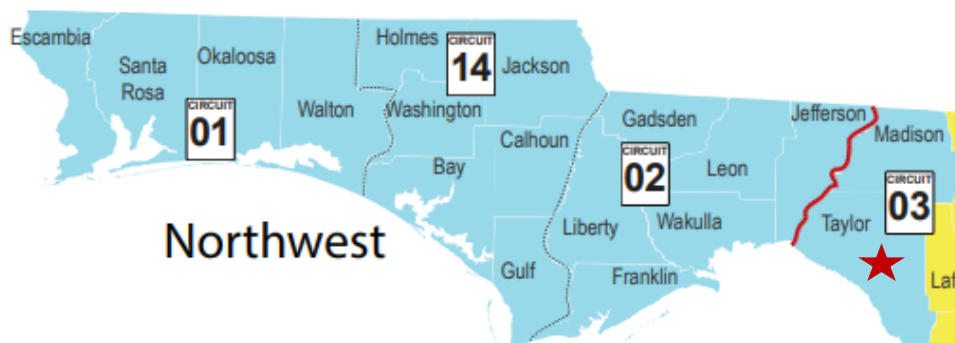 Escambia
Santa
Rosa
Okaloosa
Walton
CIRCUIT
01
Holmes
CIRCUIT
14
Jackson
Washington
Calhoun
Bay
Gulf
Gadsden
CIRCUIT
02
Leon
Liberty
Wakulla
Franklin
Jefferson
Madison
CIRCUIT
03
Taylor
Laf
Northwest